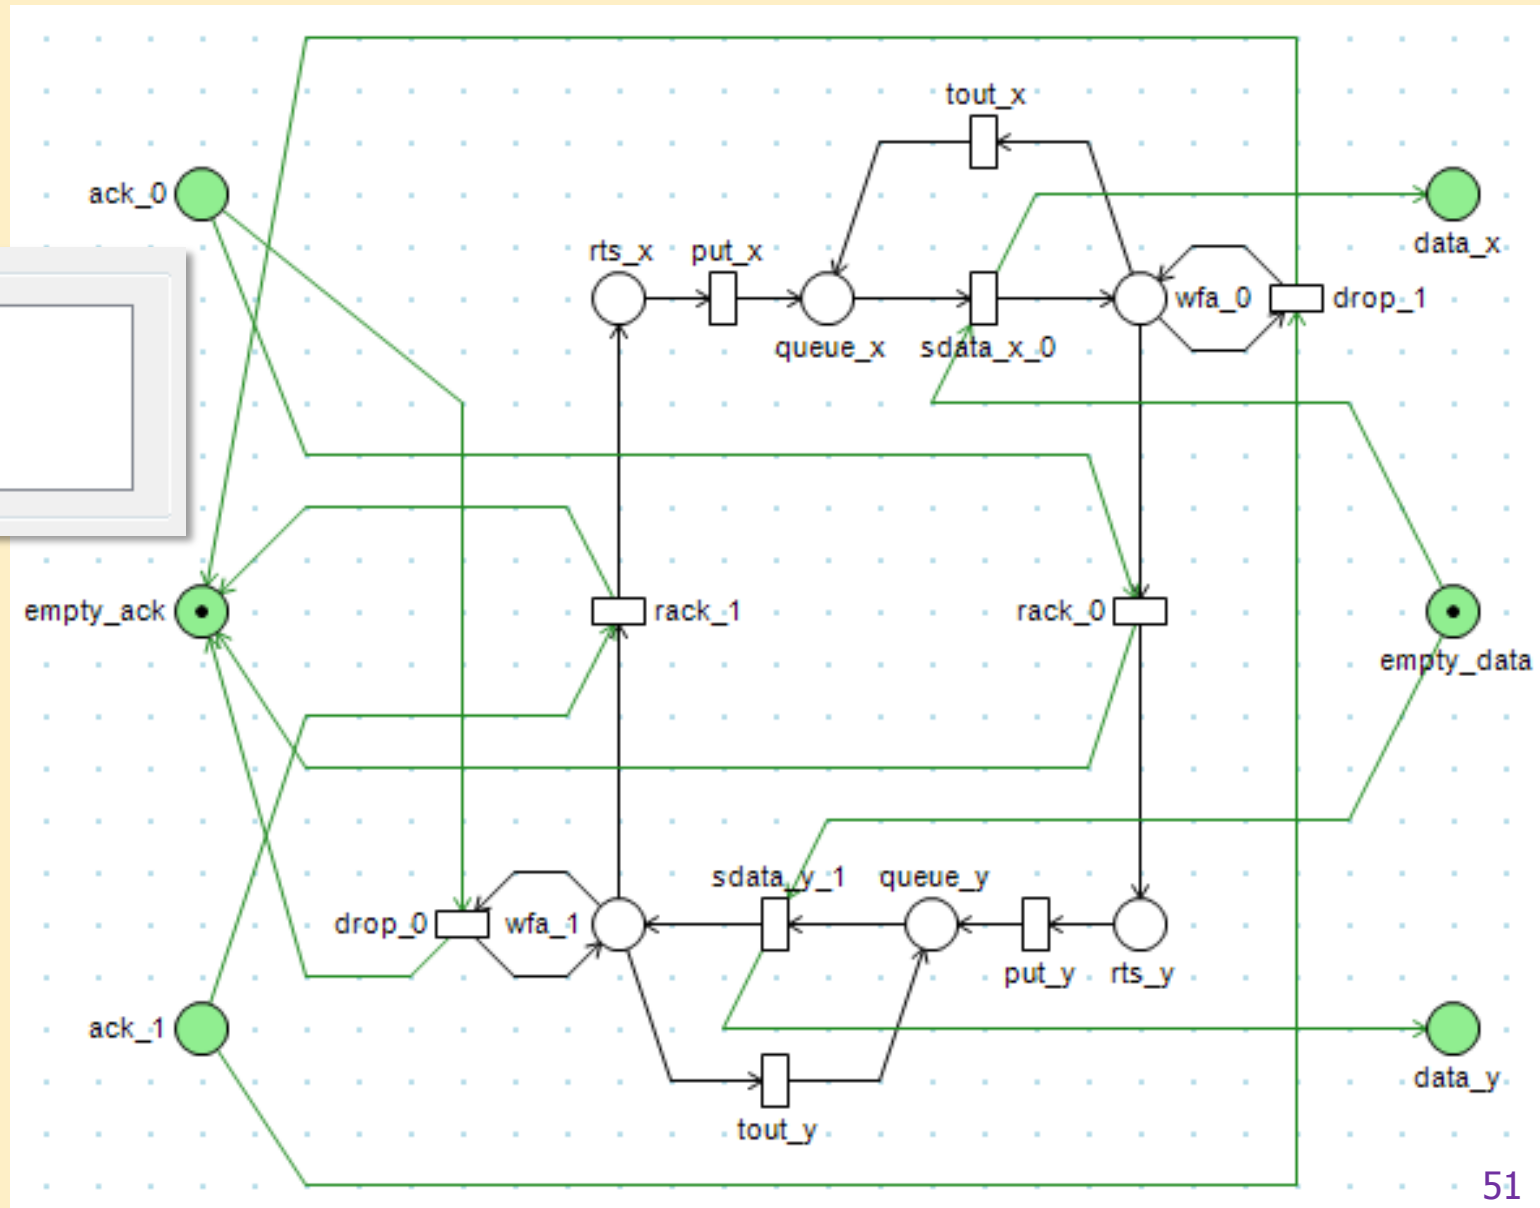 tout_x
ack_0
data_x
rts_x put_x
wfa_0 drop_1
queue_x sdata_x_0
empty_ack rack_1 rack_0
empty_data
sdata_y_1 queue_y
drop_0 wfa_1
put_y rts_y
ack_1
data_y
tout_y
51